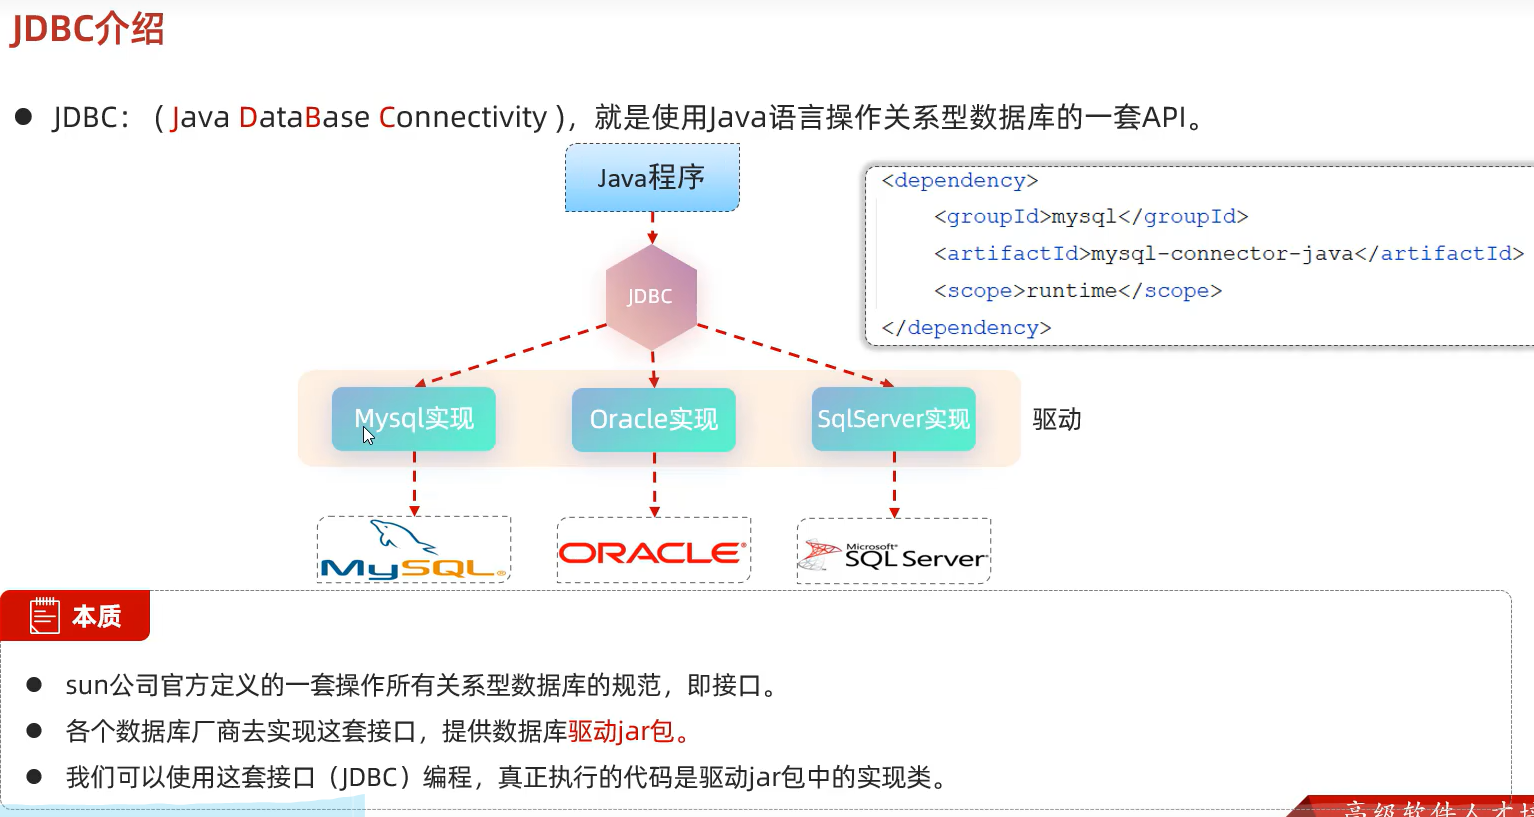 JDBC介绍
JDBC：( Java DataBase Connectivity )，就是使用Java语言操作关系型数据库的一套API。
Java程序
<dependency>
<groupId>mysql</groupId>
<artifactId>mysql-connector-java</artifactId>
<scope>runtime</scope>
</dependency>
JDBC
Mysql实现
Oracle实现
SqlServer实现
驱动
MySQL®
ORACLE®
Microsoft®
SQL Server
本质
sun公司官方定义的一套操作所有关系型数据库的规范，即接口。
各个数据库厂商去实现这套接口，提供数据库驱动jar包。
我们可以使用这套接口（JDBC）编程，真正执行的代码是驱动jar包中的实现类。
高级软件人才培